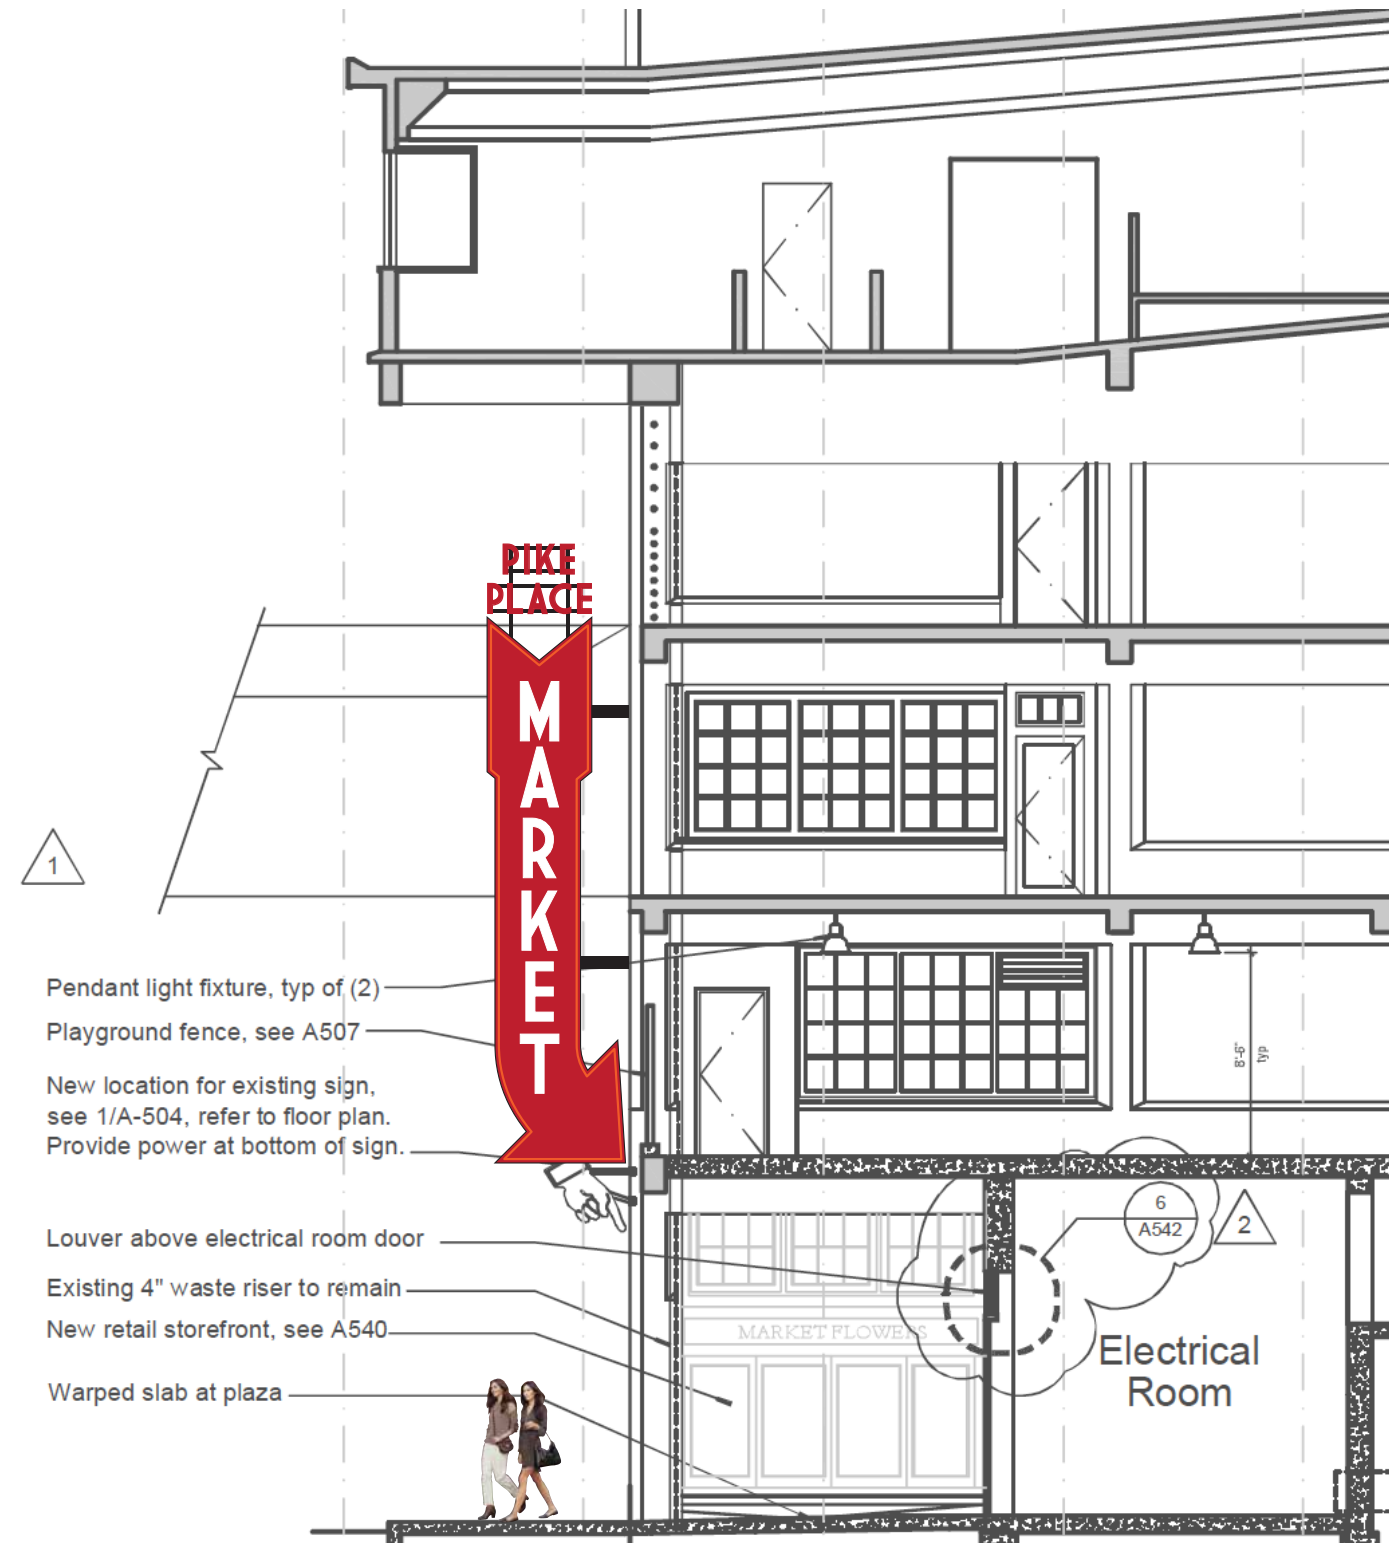 PIKE
PLACE
MARKET
1
Pendant light fixture, typ of (2)
Playground fence, see A507
New location for existing sign,
see 1/A-504, refer to floor plan.
Provide power at bottom of sign.
Louver above electrical room door
Existing 4" waste riser to remain
New retail storefront, see A540
Warped slab at plaza
8'-6"
typ
6
A542
2
MARKET FLOWERS
Electrical
Room